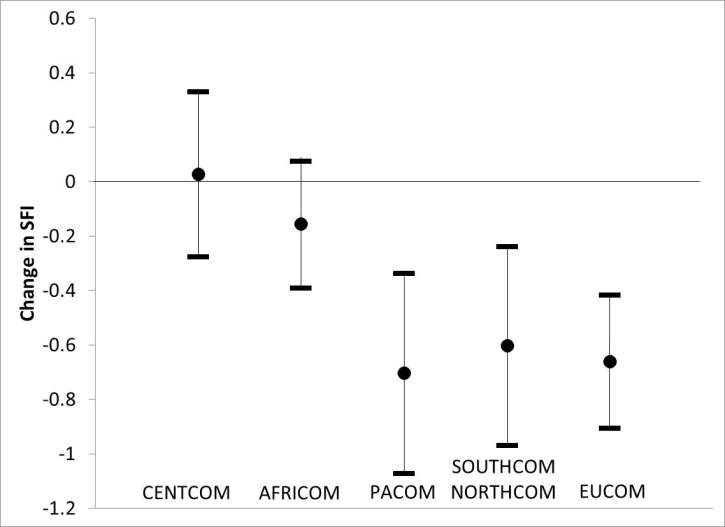 0.6
0.4
0.2
0
-0.2
-0.4
-0.6
-0.8
-1
-1.2
Change in SFI
CENTCOM
AFRICOM
PACOM
SOUTHCOM
NORTHCOM
EUCOM